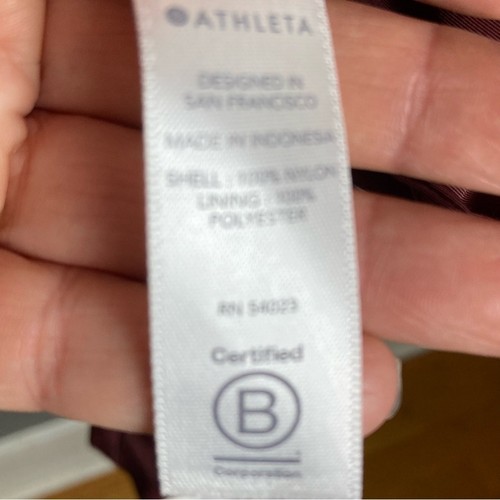 ATHLETA
DESIGNED IN
SAN FRANCISCO
MADE IN INDONESIA
SHELL : 100% NYLON
LINING : 100%
POLYESTER
RN 54023
Certified
B
Corporation